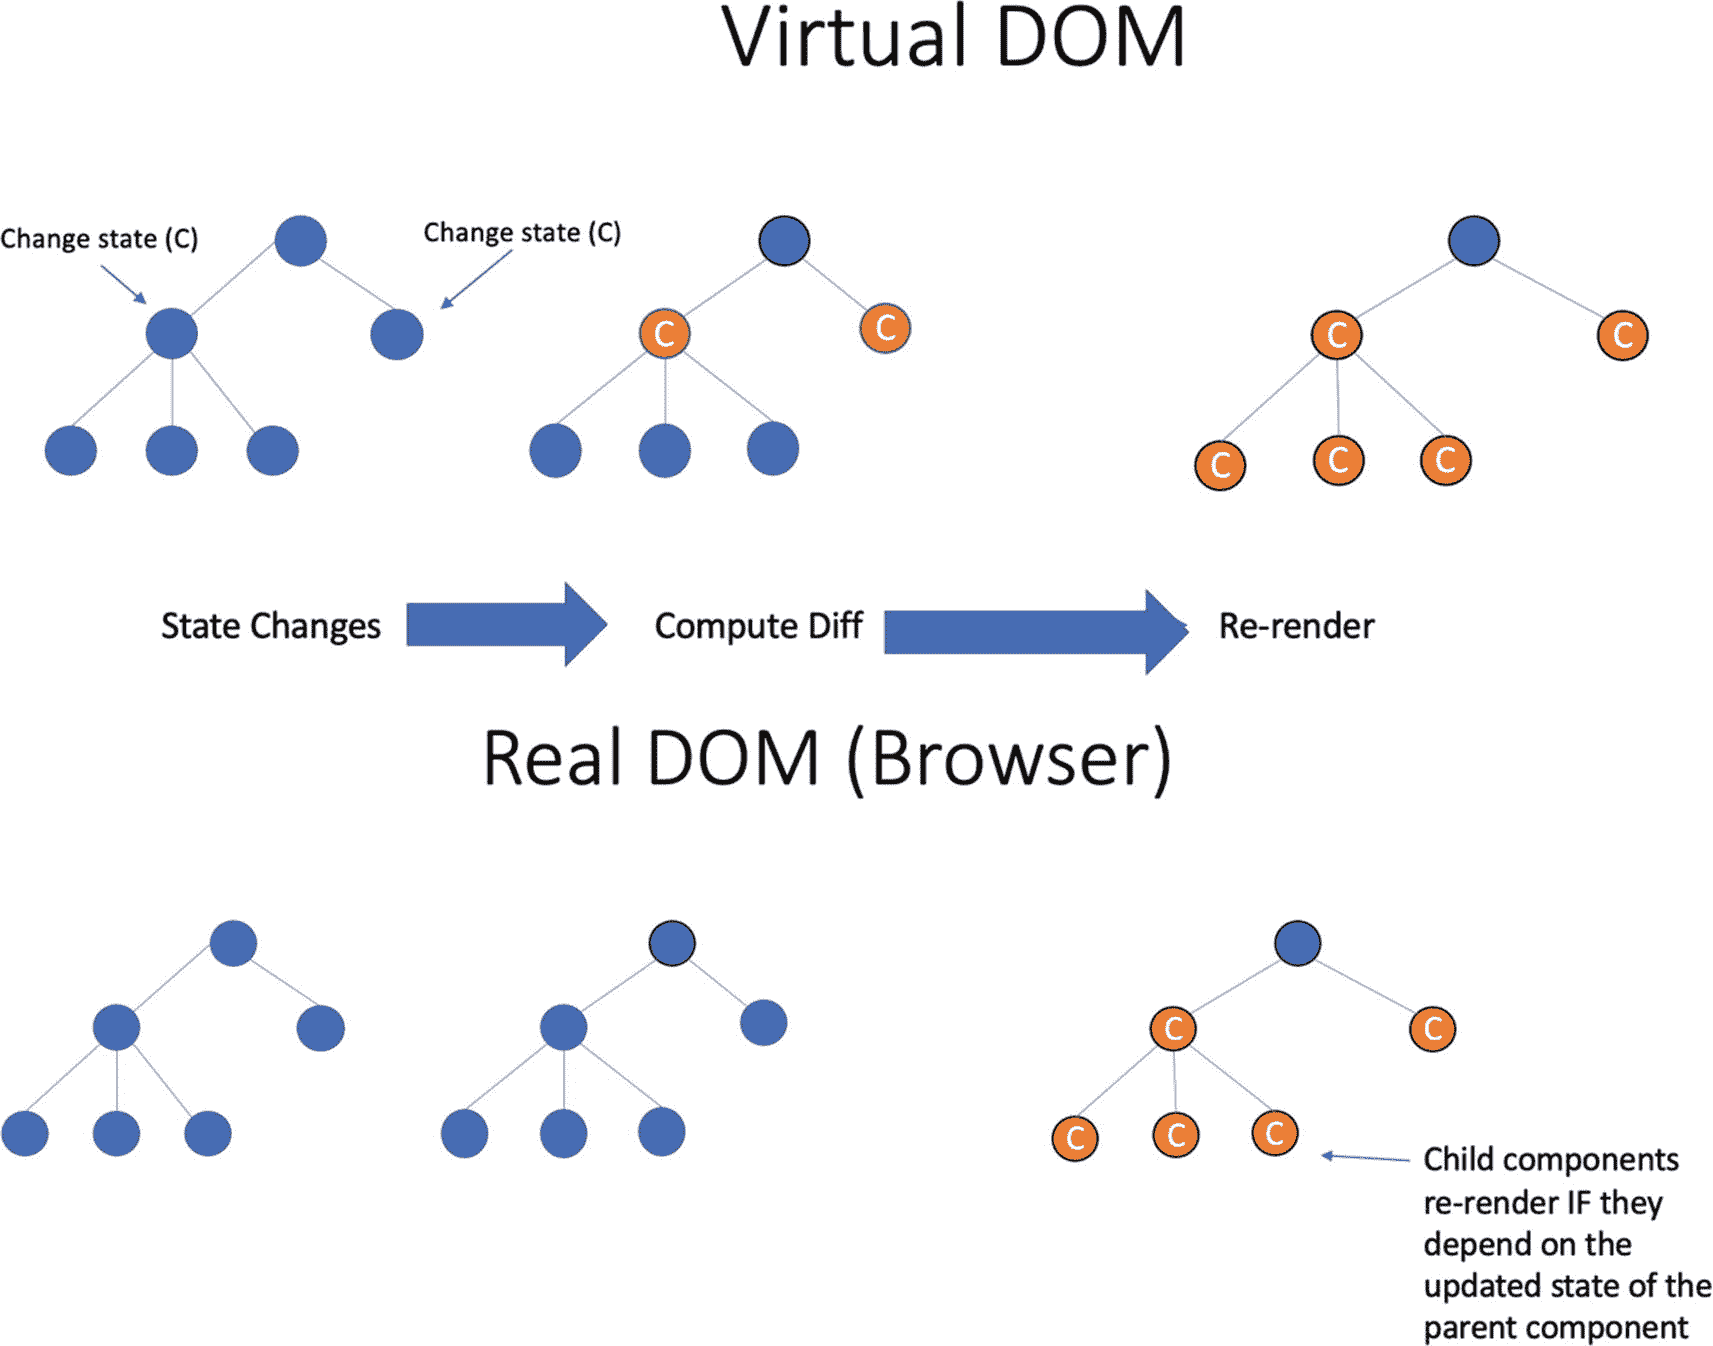 Virtual DOM
Change state (C)
Change state (C)
C
C
C
C
C
C
C
State Changes
Compute Diff
Re-render
Real DOM (Browser)
C
C
C
C
C
Child components
re-render IF they
depend on the
updated state of the
parent component